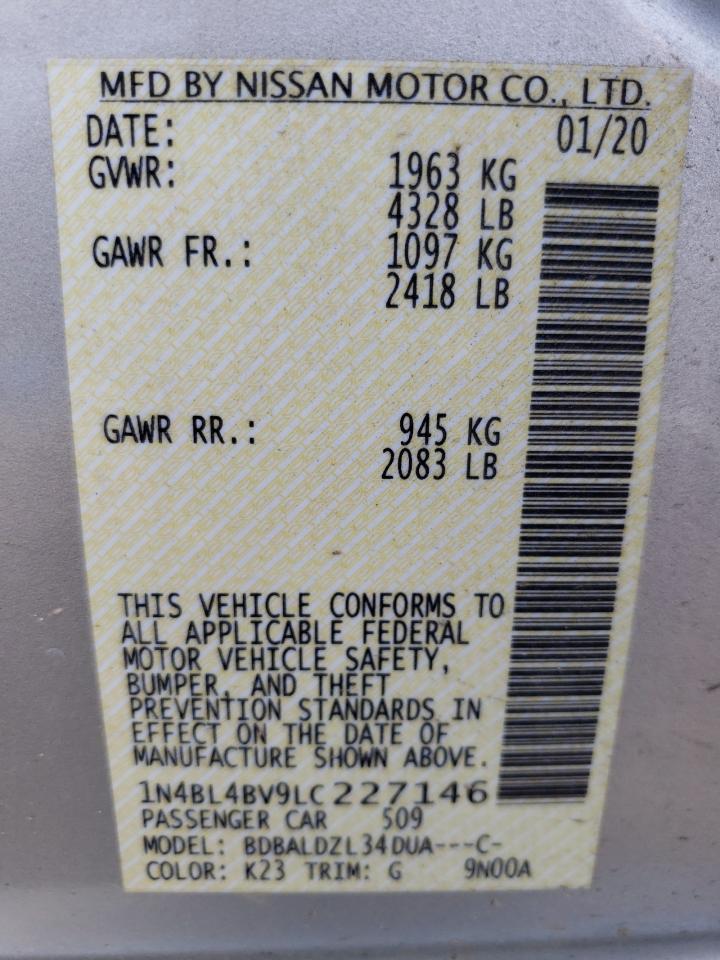 MFD BY NISSAN MOTOR CO., LTD.
DATE: 01/20
GVWR: 1963 KG
4328 LB
GAWR FR.: 1097 KG
2418 LB
GAWR RR.: 945 KG
2083 LB
THIS VEHICLE CONFORMS TO
ALL APPLICABLE FEDERAL
MOTOR VEHICLE SAFETY,
BUMPER, AND THEFT
PREVENTION STANDARDS IN
EFFECT ON THE DATE OF
MANUFACTURE SHOWN ABOVE.
1N4BL4BV9LC227146
PASSENGER CAR 509
MODEL: BDBALDZL34DUA---C-
COLOR: K23 TRIM: G 9N00A